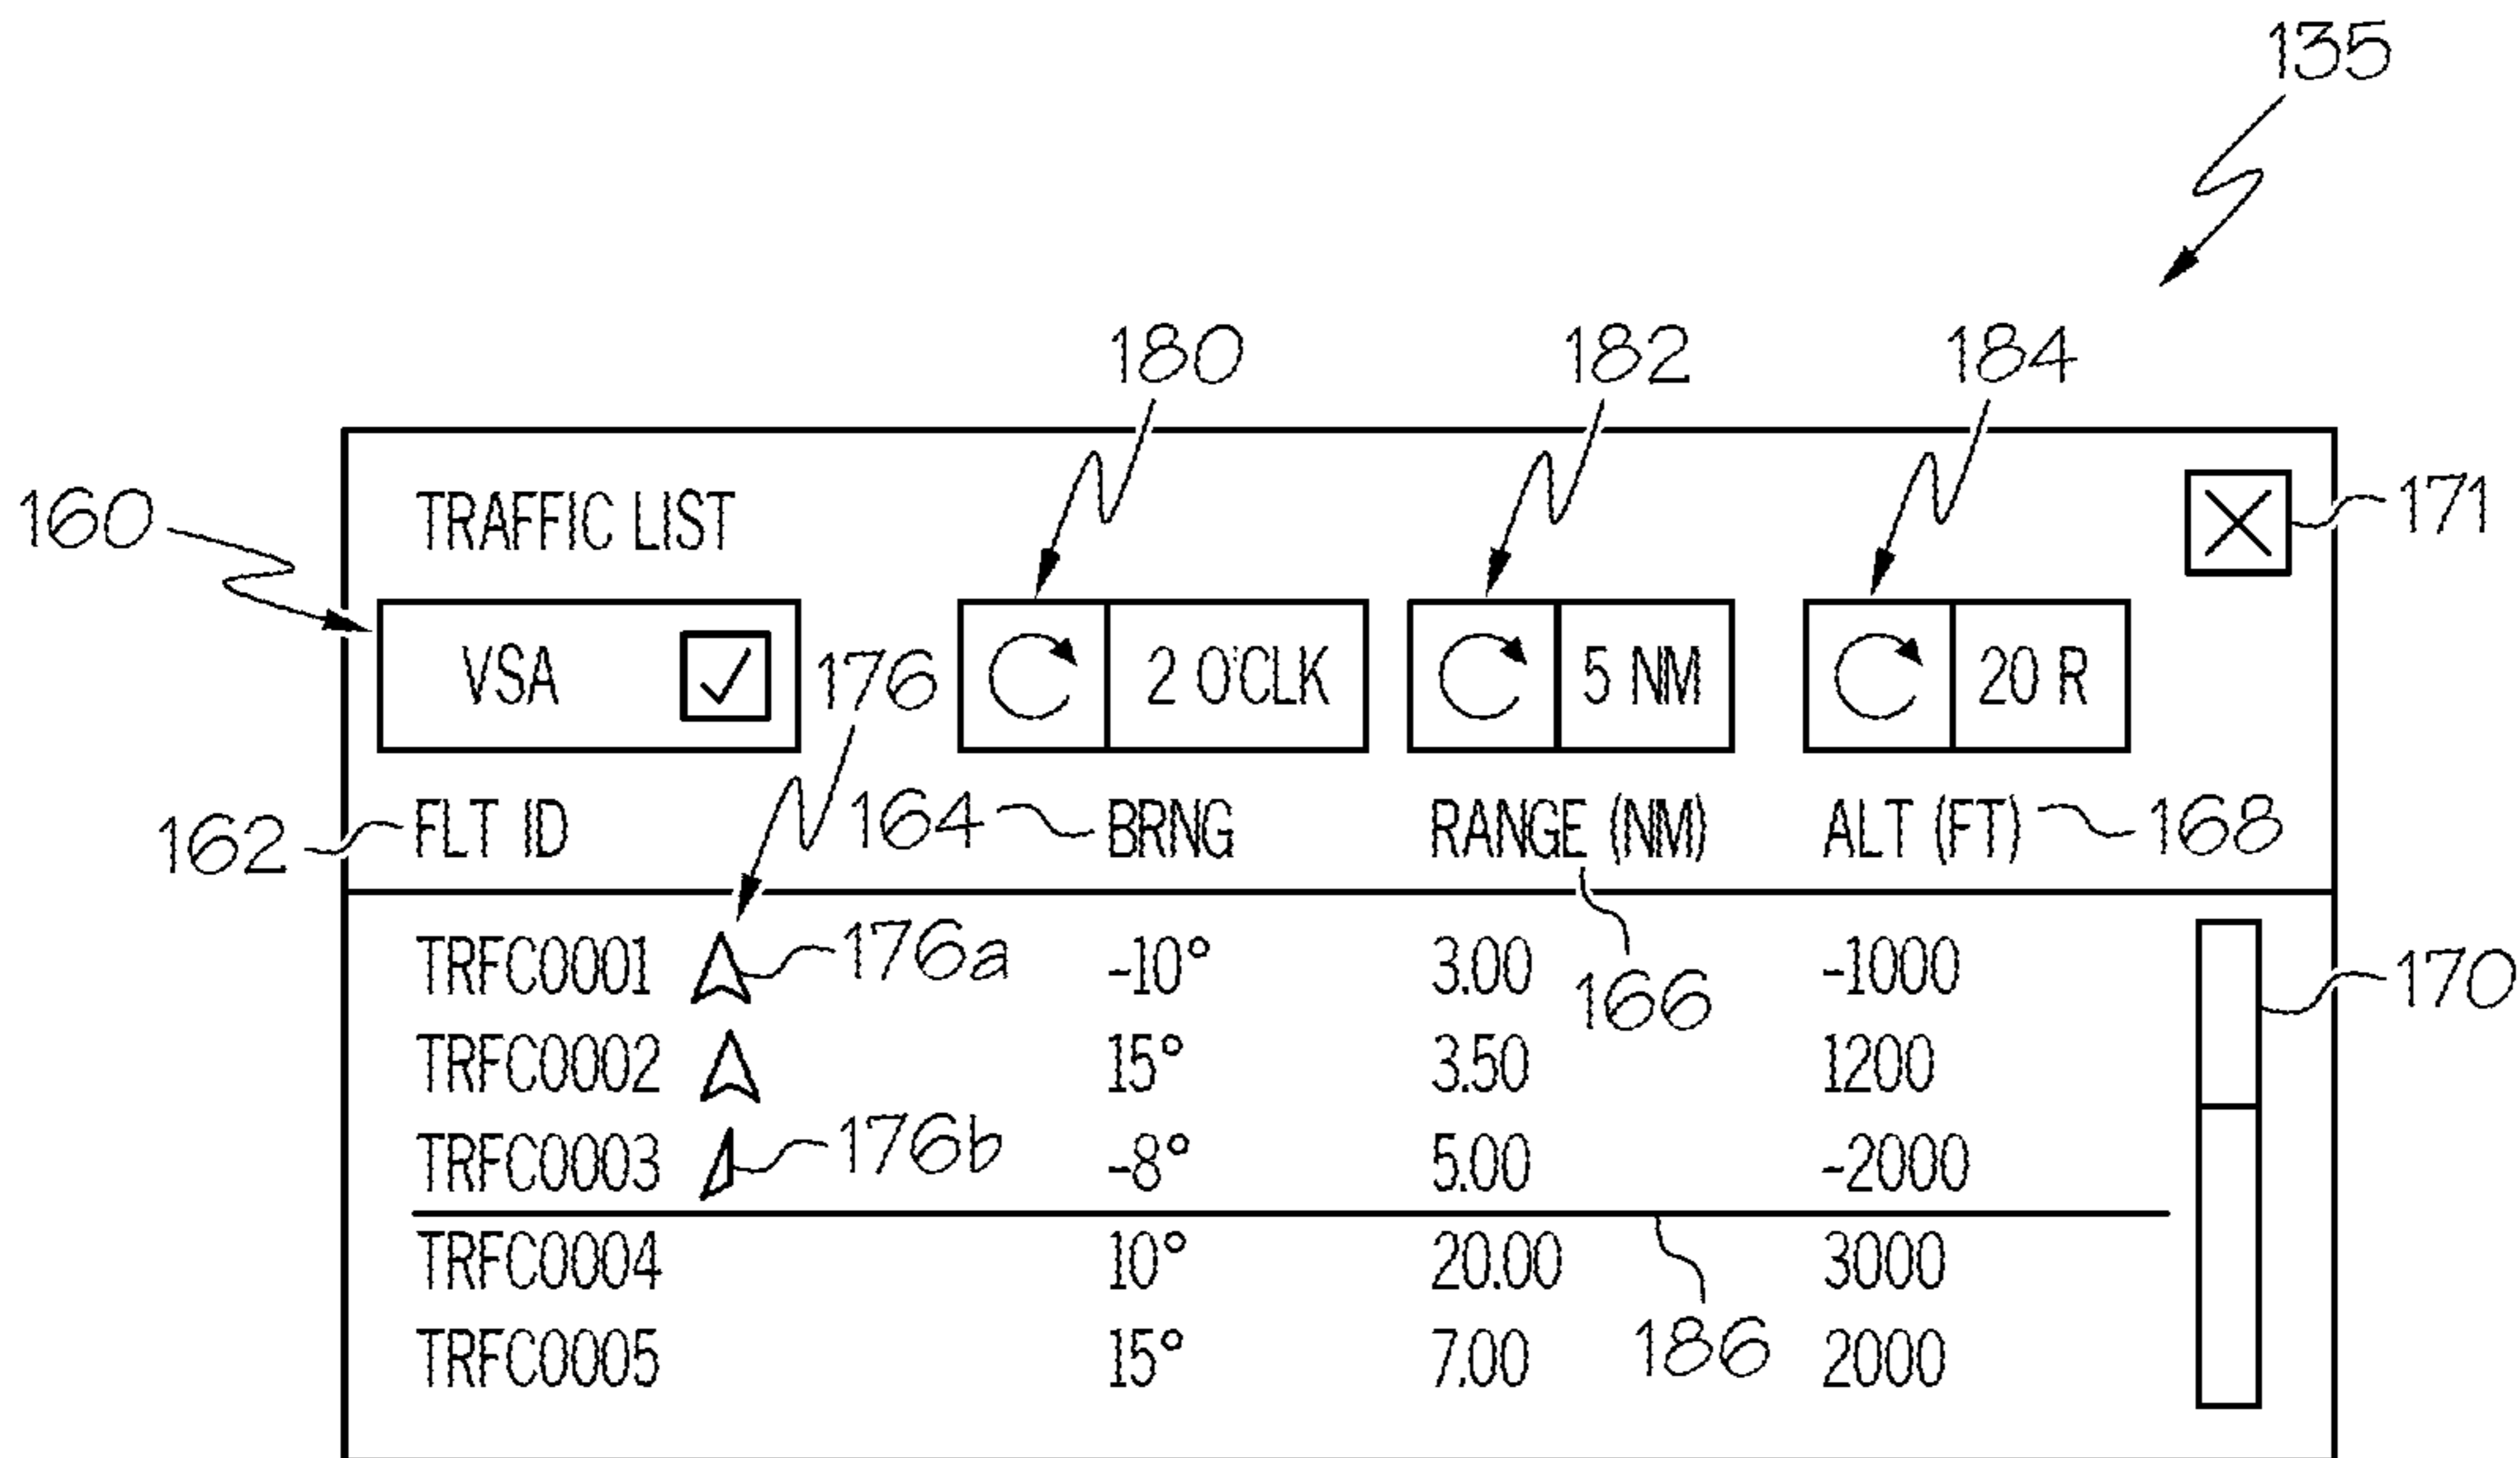 135
180 182 184
160 TRAFFIC LIST 171
VSA 176 2 O'CLK 5 NM 20 R
162 FLT ID 164 BRNG RANGE (NM) ALT (FT) 168
TRFC0001 176a -10° 3.00 166 -1000 170
TRFC0002 15° 3.50 1200
TRFC0003 176b -8° 5.00 -2000
TRFC0004 10° 20.00 3000
TRFC0005 15° 7.00 186 2000